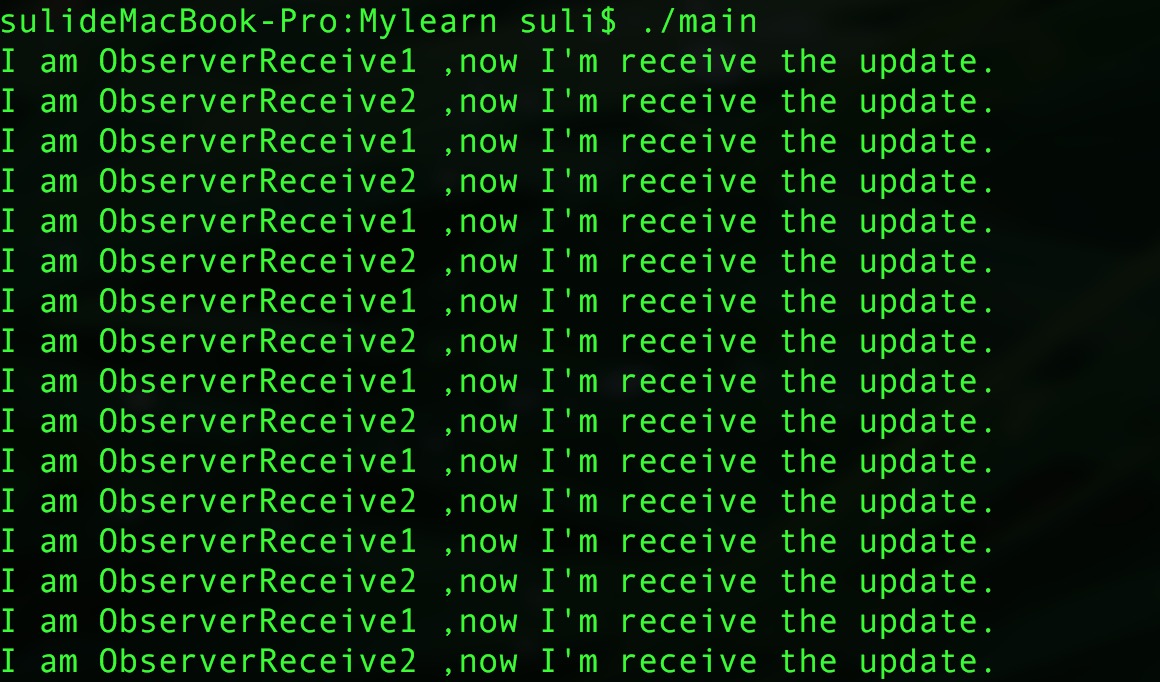 sulideMacBook-Pro:Mylearn suli$ ./main
I am ObserverReceive1 ,now I'm receive the update.
I am ObserverReceive2 ,now I'm receive the update.
I am ObserverReceive1 ,now I'm receive the update.
I am ObserverReceive2 ,now I'm receive the update.
I am ObserverReceive1 ,now I'm receive the update.
I am ObserverReceive2 ,now I'm receive the update.
I am ObserverReceive1 ,now I'm receive the update.
I am ObserverReceive2 ,now I'm receive the update.
I am ObserverReceive1 ,now I'm receive the update.
I am ObserverReceive2 ,now I'm receive the update.
I am ObserverReceive1 ,now I'm receive the update.
I am ObserverReceive2 ,now I'm receive the update.
I am ObserverReceive1 ,now I'm receive the update.
I am ObserverReceive2 ,now I'm receive the update.
I am ObserverReceive1 ,now I'm receive the update.
I am ObserverReceive2 ,now I'm receive the update.